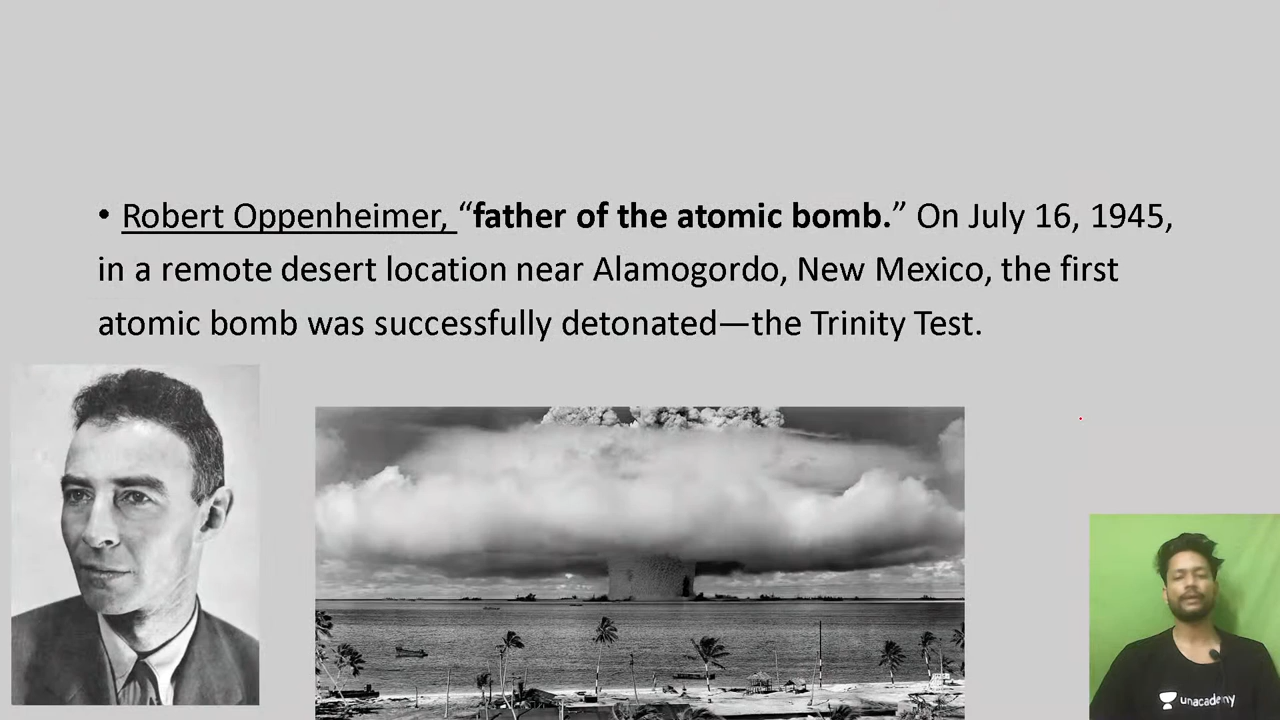 • Robert Oppenheimer, “father of the atomic bomb.” On July 16, 1945,
in a remote desert location near Alamogordo, New Mexico, the first
atomic bomb was successfully detonated—the Trinity Test.
unacademy